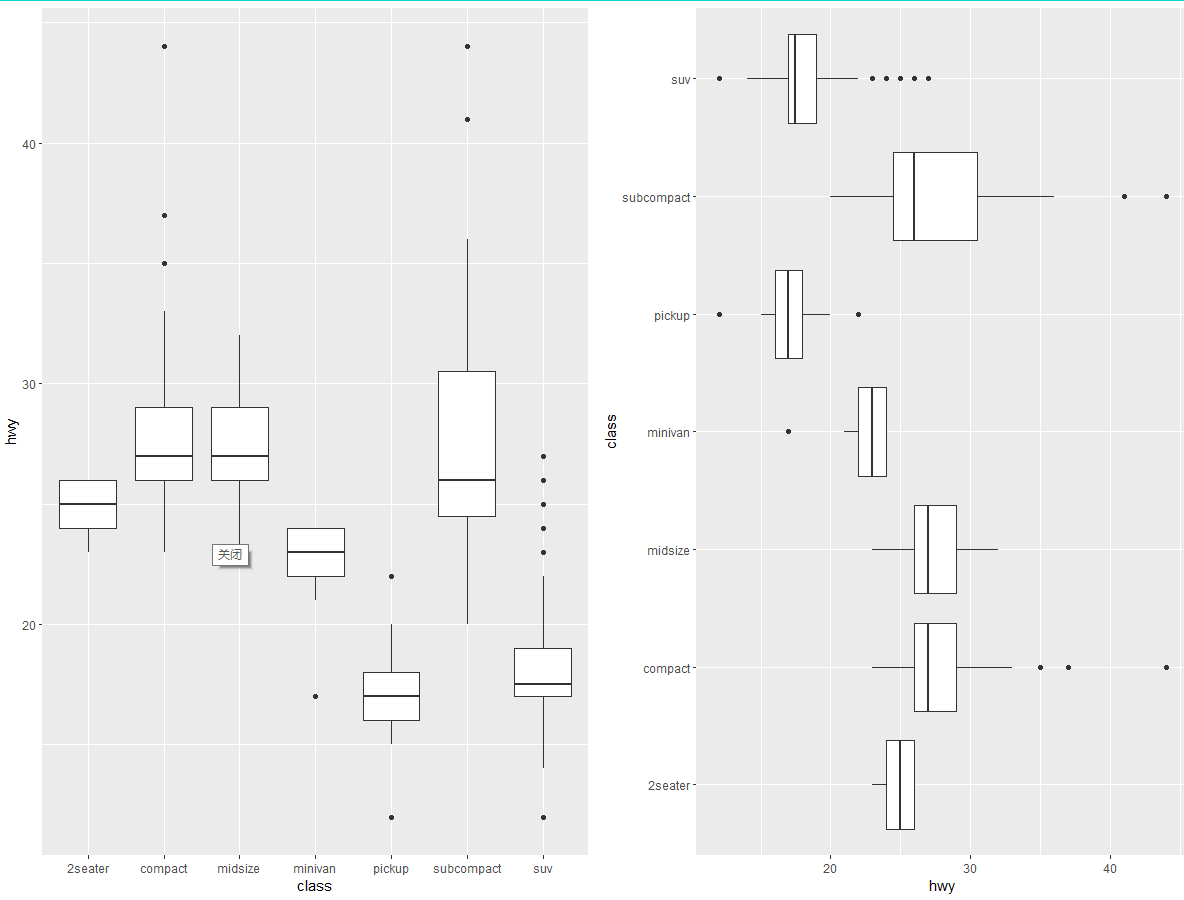 hwy
40
30
20
关闭
2seater compact midsize minivan pickup subcompact suv
class
class
suv
subcompact
pickup
minivan
midsize
compact
2seater
20 30 40
hwy